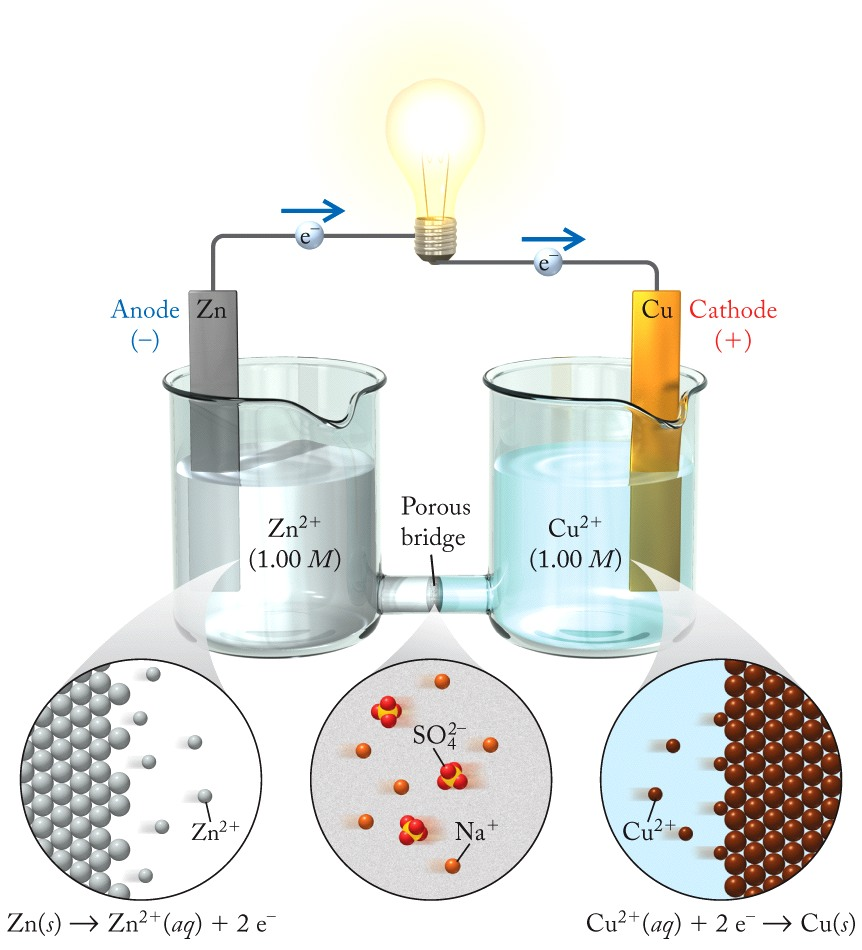 e⁻
e⁻
Anode
(–)
Zn
Cu
Cathode
(+)
Zn²⁺
(1.00 M)
Porous
bridge
Cu²⁺
(1.00 M)
SO₄²⁻
Zn²⁺
Na⁺
Cu²⁺
Zn(s) → Zn²⁺(aq) + 2 e⁻
Cu²⁺(aq) + 2 e⁻ → Cu(s)